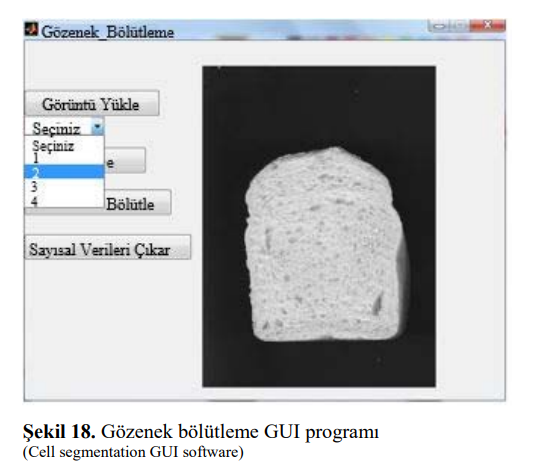 Gözenek_Bölütleme
Görüntü Yükle
Seçiniz
Seçiniz
1
2
3
4
e
Bölütle
Sayısal Verileri Çıkar
Şekil 18. Gözenek bölütleme GUI programı
(Cell segmentation GUI software)